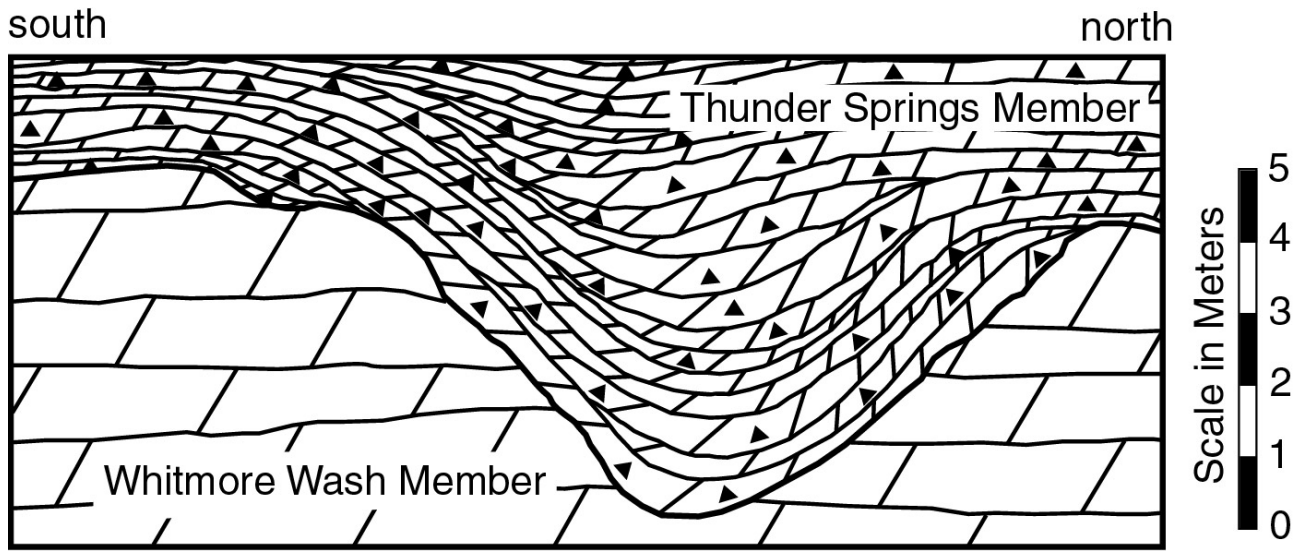 south
north
Thunder Springs Member
Whitmore Wash Member
Scale in Meters
5
4
3
2
1
0